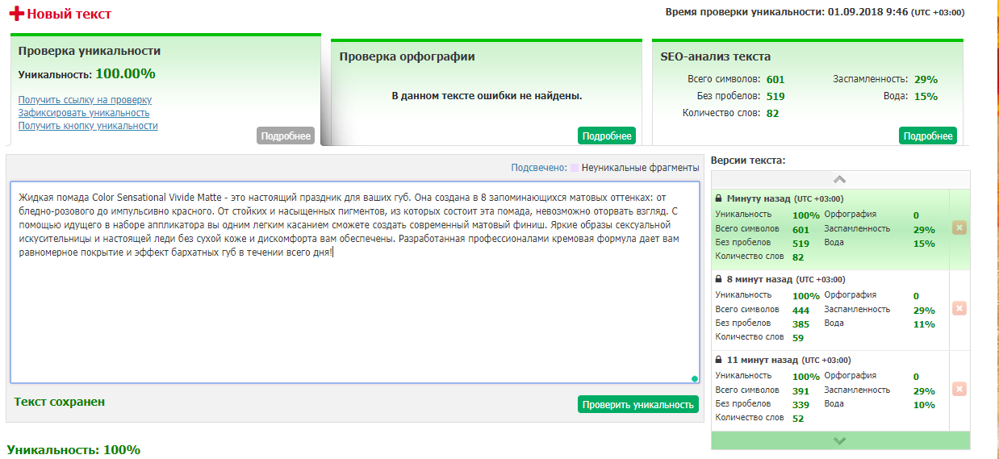 Новый текст
Время проверки уникальности: 01.09.2018 9:46 (UTC +03:00)
Проверка уникальности
Уникальность: 100.00%
Получить ссылку на проверку
Зафиксировать уникальность
Получить кнопку уникальности
Подробнее
Проверка орфографии
В данном тексте ошибки не найдены.
Подробнее
SEO-анализ текста
Всего символов: 601 Заспамленность: 29%
Без пробелов: 519 Вода: 15%
Количество слов: 82
Подробнее
Подсвечено: Неуникальные фрагменты
Жидкая помада Color Sensational Vivide Matte - это настоящий праздник для ваших губ. Она создана в 8 запоминающихся матовых оттенках: от
бледно-розового до импульсивно красного. От стойких и насыщенных пигментов, из которых состоит эта помада, невозможно оторвать взгляд. С
помощью идущего в наборе аппликатора вы одним легким касанием сможете создать современный матовый финиш. Яркие образы сексуальной
искусительницы и настоящей леди без сухой коже и дискомфорта вам обеспечены. Разработанная профессионалами кремовая формула дает вам
равномерное покрытие и эффект бархатных губ в течении всего дня!
Текст сохранен
Проверить уникальность
Уникальность: 100%
Версии текста:
Минуту назад (UTC +03:00)
Уникальность 100% Орфография 0
Всего символов 601 Заспамленность 29%
Без пробелов 519 Вода 15%
Количество слов 82
8 минут назад (UTC +03:00)
Уникальность 100% Орфография 0
Всего символов 444 Заспамленность 29%
Без пробелов 385 Вода 11%
Количество слов 59
11 минут назад (UTC +03:00)
Уникальность 100% Орфография 0
Всего символов 391 Заспамленность 29%
Без пробелов 339 Вода 10%
Количество слов 52